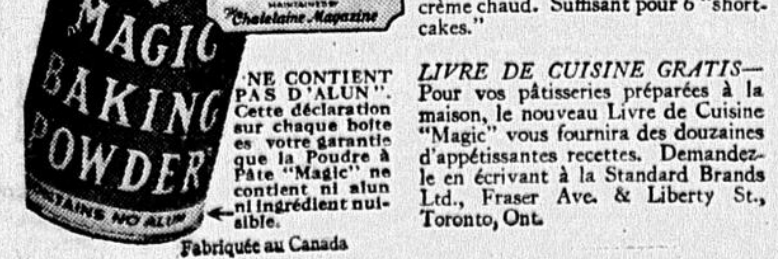 MAINTAINED BY
Chatelaine Magazine
MAGIC
BAKING
POWDER
CONTAINS NO ALUM
"NE CONTIENT
PAS D'ALUN".
Cette déclaration
sur chaque boîte
es votre garantie
que la Poudre à
Pâte "Magic" ne
contient ni alun
ni ingrédient nui-
sible.
Fabriquée au Canada
crème chaud. Suffisant pour 6 "short-
cakes."
LIVRE DE CUISINE GRATIS—
Pour vos pâtisseries préparées à la
maison, le nouveau Livre de Cuisine
"Magic" vous fournira des douzaines
d'appétissantes recettes. Demandez-
le en écrivant à la Standard Brands
Ltd., Fraser Ave. & Liberty St.,
Toronto, Ont.